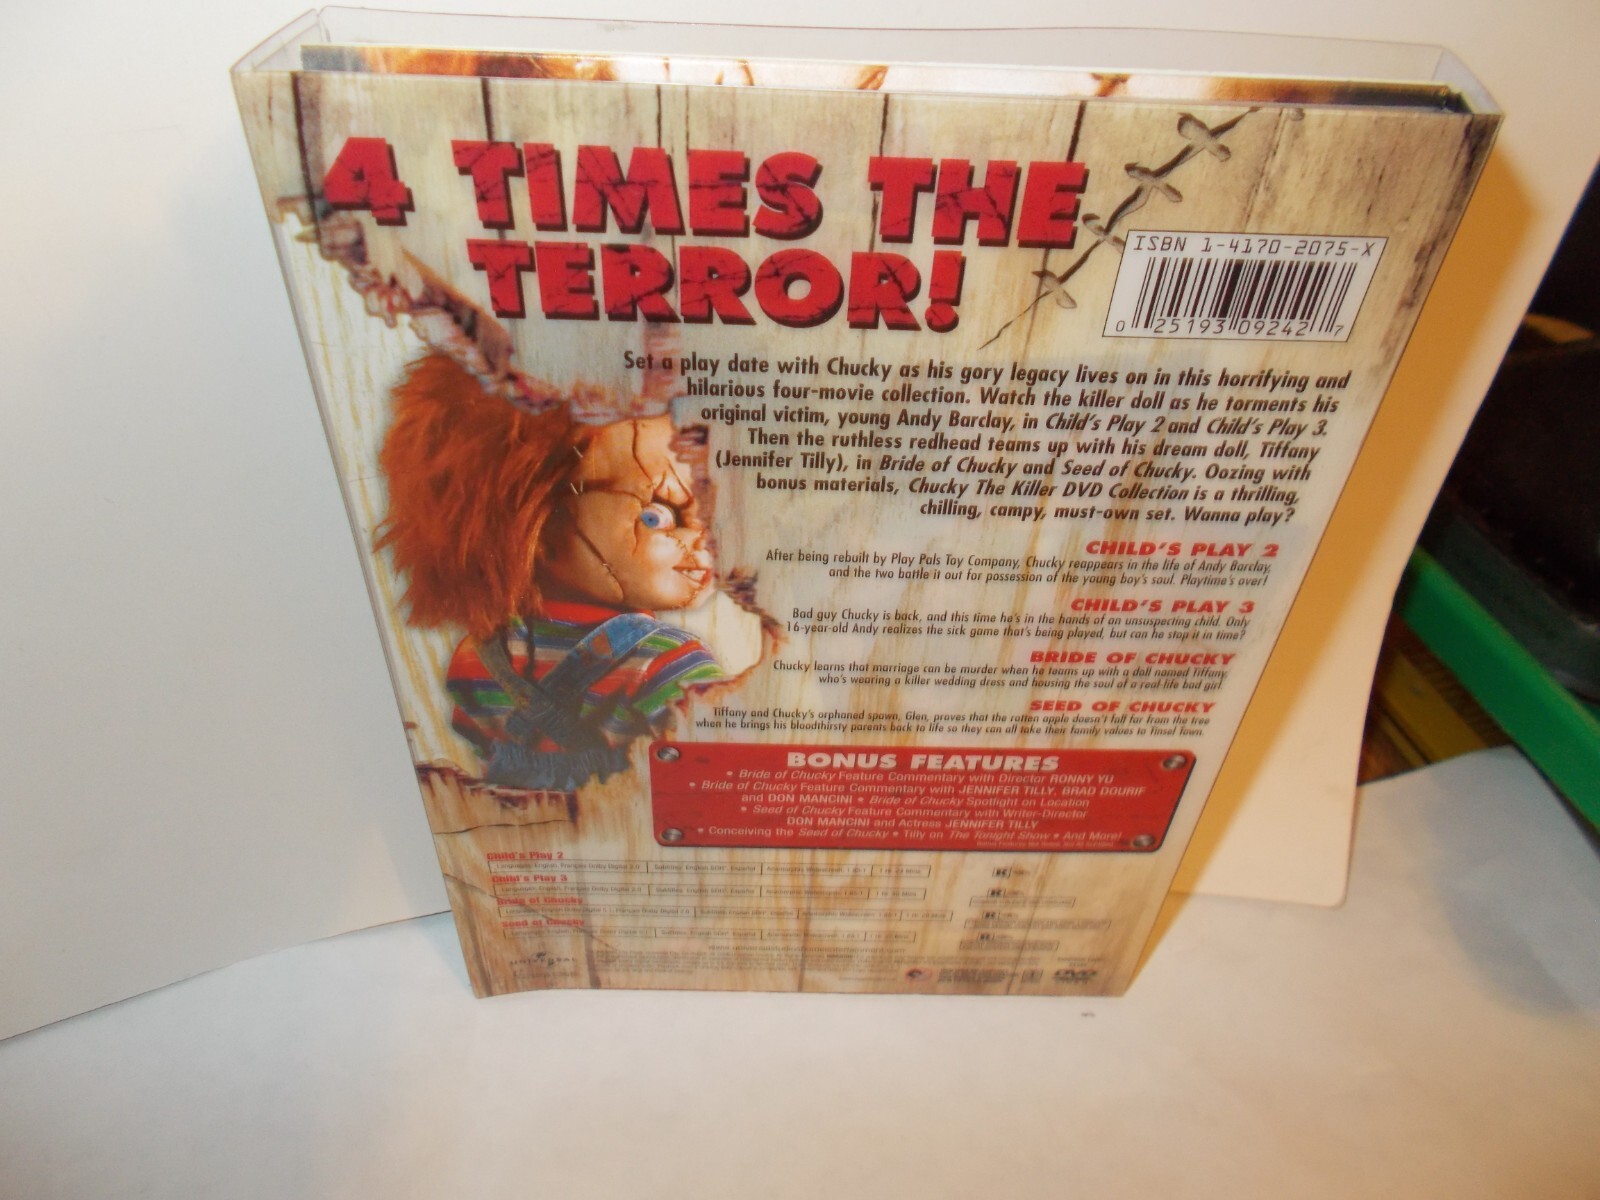 4 TIMES THE
TERROR!
ISBN 1-4170-2075-X
0 25193 09242 7
Set a play date with Chucky as his gory legacy lives on in this horrifying and
hilarious four-movie collection. Watch the killer doll as he torments his
original victim, young Andy Barclay, in Child's Play 2 and Child's Play 3.
Then the ruthless redhead teams up with his dream doll, Tiffany
(Jennifer Tilly), in Bride of Chucky and Seed of Chucky. Oozing with
bonus materials, Chucky The Killer DVD Collection is a thrilling,
chilling, campy, must-own set. Wanna play?
CHILD'S PLAY 2
After being rebuilt by Play Pals Toy Company, Chucky reappears in the life of Andy Barclay,
and the two battle it out for possession of the young boy's soul. Playtime's over!
CHILD'S PLAY 3
Bad guy Chucky is back, and this time he's in the hands of an unsuspecting child. Only
16-year-old Andy realizes the sick game that's being played, but can he stop it in time?
BRIDE OF CHUCKY
Chucky learns that marriage can be murder when he teams up with a doll named Tiffany,
who's wearing a killer wedding dress and housing the soul of a real life bad girl.
SEED OF CHUCKY
Tiffany and Chucky's orphaned spawn, Glen, proves that the rotten apple doesn't fall far from the tree
when he brings his bloodthirsty parents back to life so they can all take their family values to Tinsel Town.
BONUS FEATURES
• Bride of Chucky Feature Commentary with Director RONNY YU
• Bride of Chucky Feature Commentary with JENNIFER TILLY, BRAD DOURIF
and DON MANCINI • Bride of Chucky Spotlight on Location
• Seed of Chucky Feature Commentary with Writer-Director
DON MANCINI and Actress JENNIFER TILLY
• Conceiving the Seed of Chucky • Tilly on The Tonight Show • And More!
Child's Play 2
Child's Play 3
Bride of Chucky
Seed of Chucky
UNIVERSAL
DVD